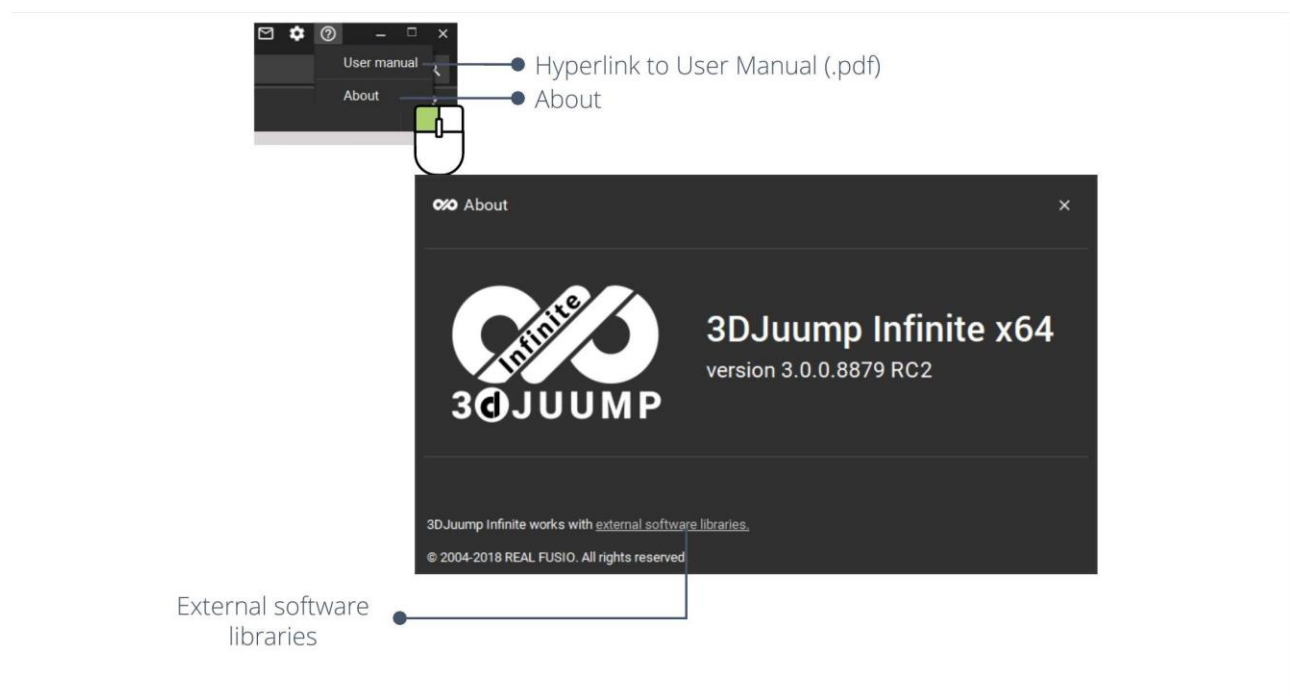 User manual
Hyperlink to User Manual (.pdf)
About
About
About
Infinite
3dJUUMP
3DJuump Infinite x64
version 3.0.0.8879 RC2
3DJuump Infinite works with external software libraries.
© 2004-2018 REAL FUSIO. All rights reserved
External software
libraries